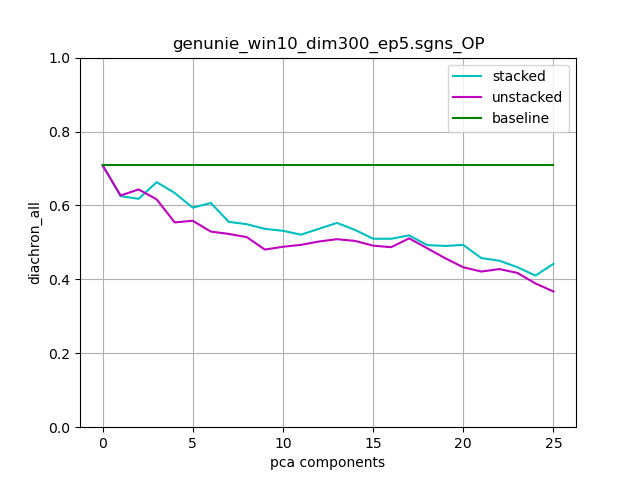 genunie_win10_dim300_ep5.sgns_OP
1.0
0.8
0.6
0.4
0.2
0.0
diachron_all
stacked
unstacked
baseline
0 5 10 15 20 25
pca components